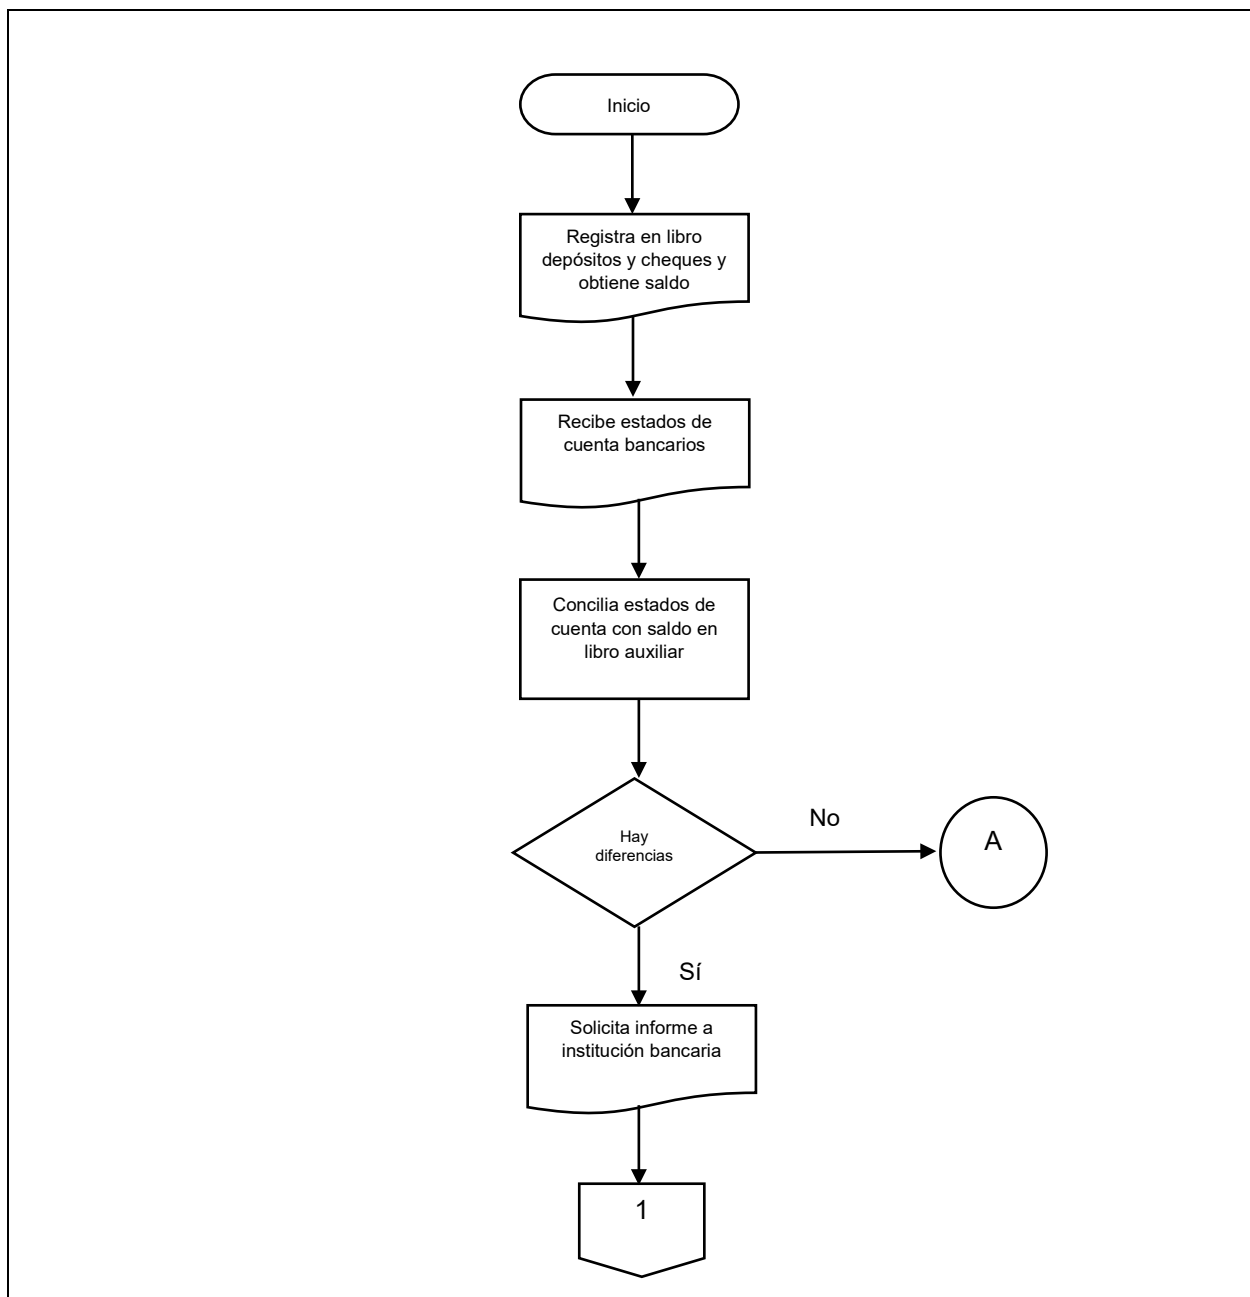 Inicio
Registra en libro
depósitos y cheques y
obtiene saldo
Recibe estados de
cuenta bancarios
Concilia estados de
cuenta con saldo en
libro auxiliar
Hay
diferencias
No
A
Sí
Solicita informe a
institución bancaria
1